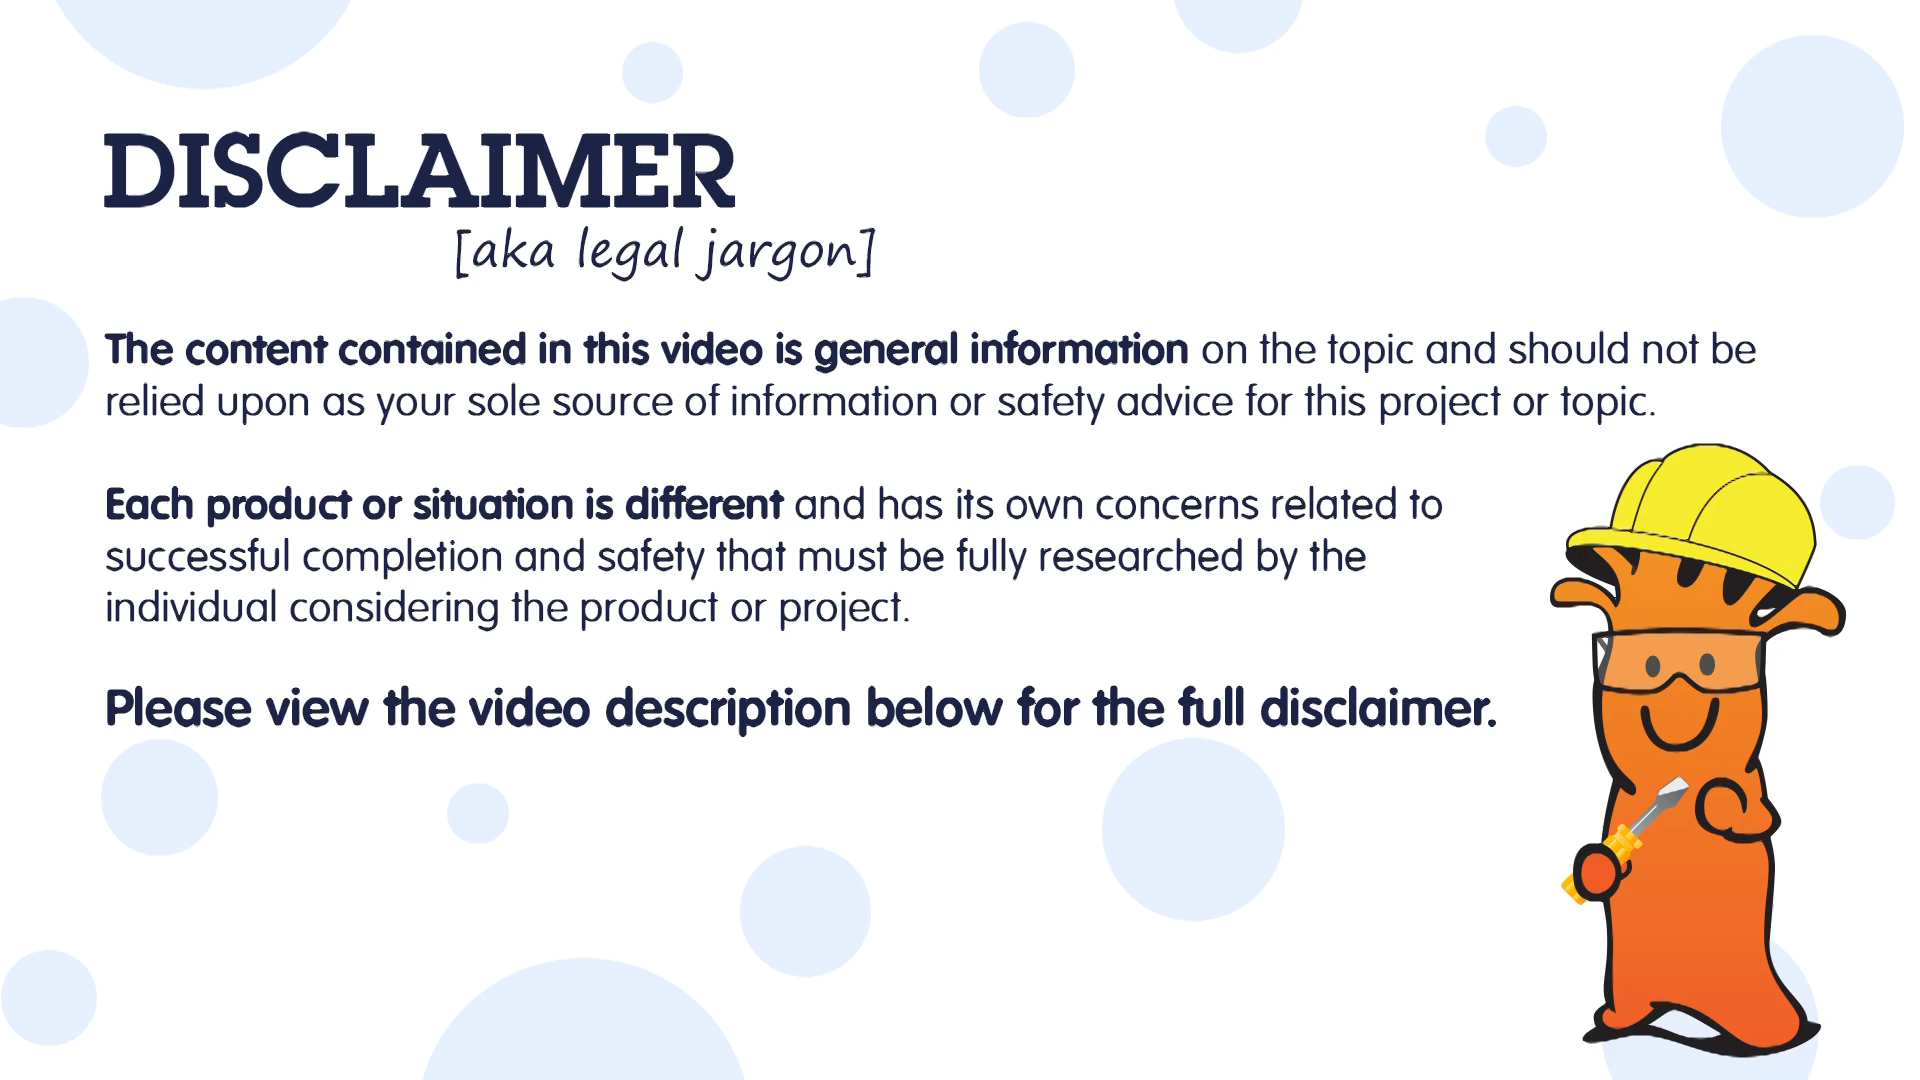 DISCLAIMER
[aka legal jargon]
The content contained in this video is general information on the topic and should not be
relied upon as your sole source of information or safety advice for this project or topic.
Each product or situation is different and has its own concerns related to
successful completion and safety that must be fully researched by the
individual considering the product or project.
Please view the video description below for the full disclaimer.